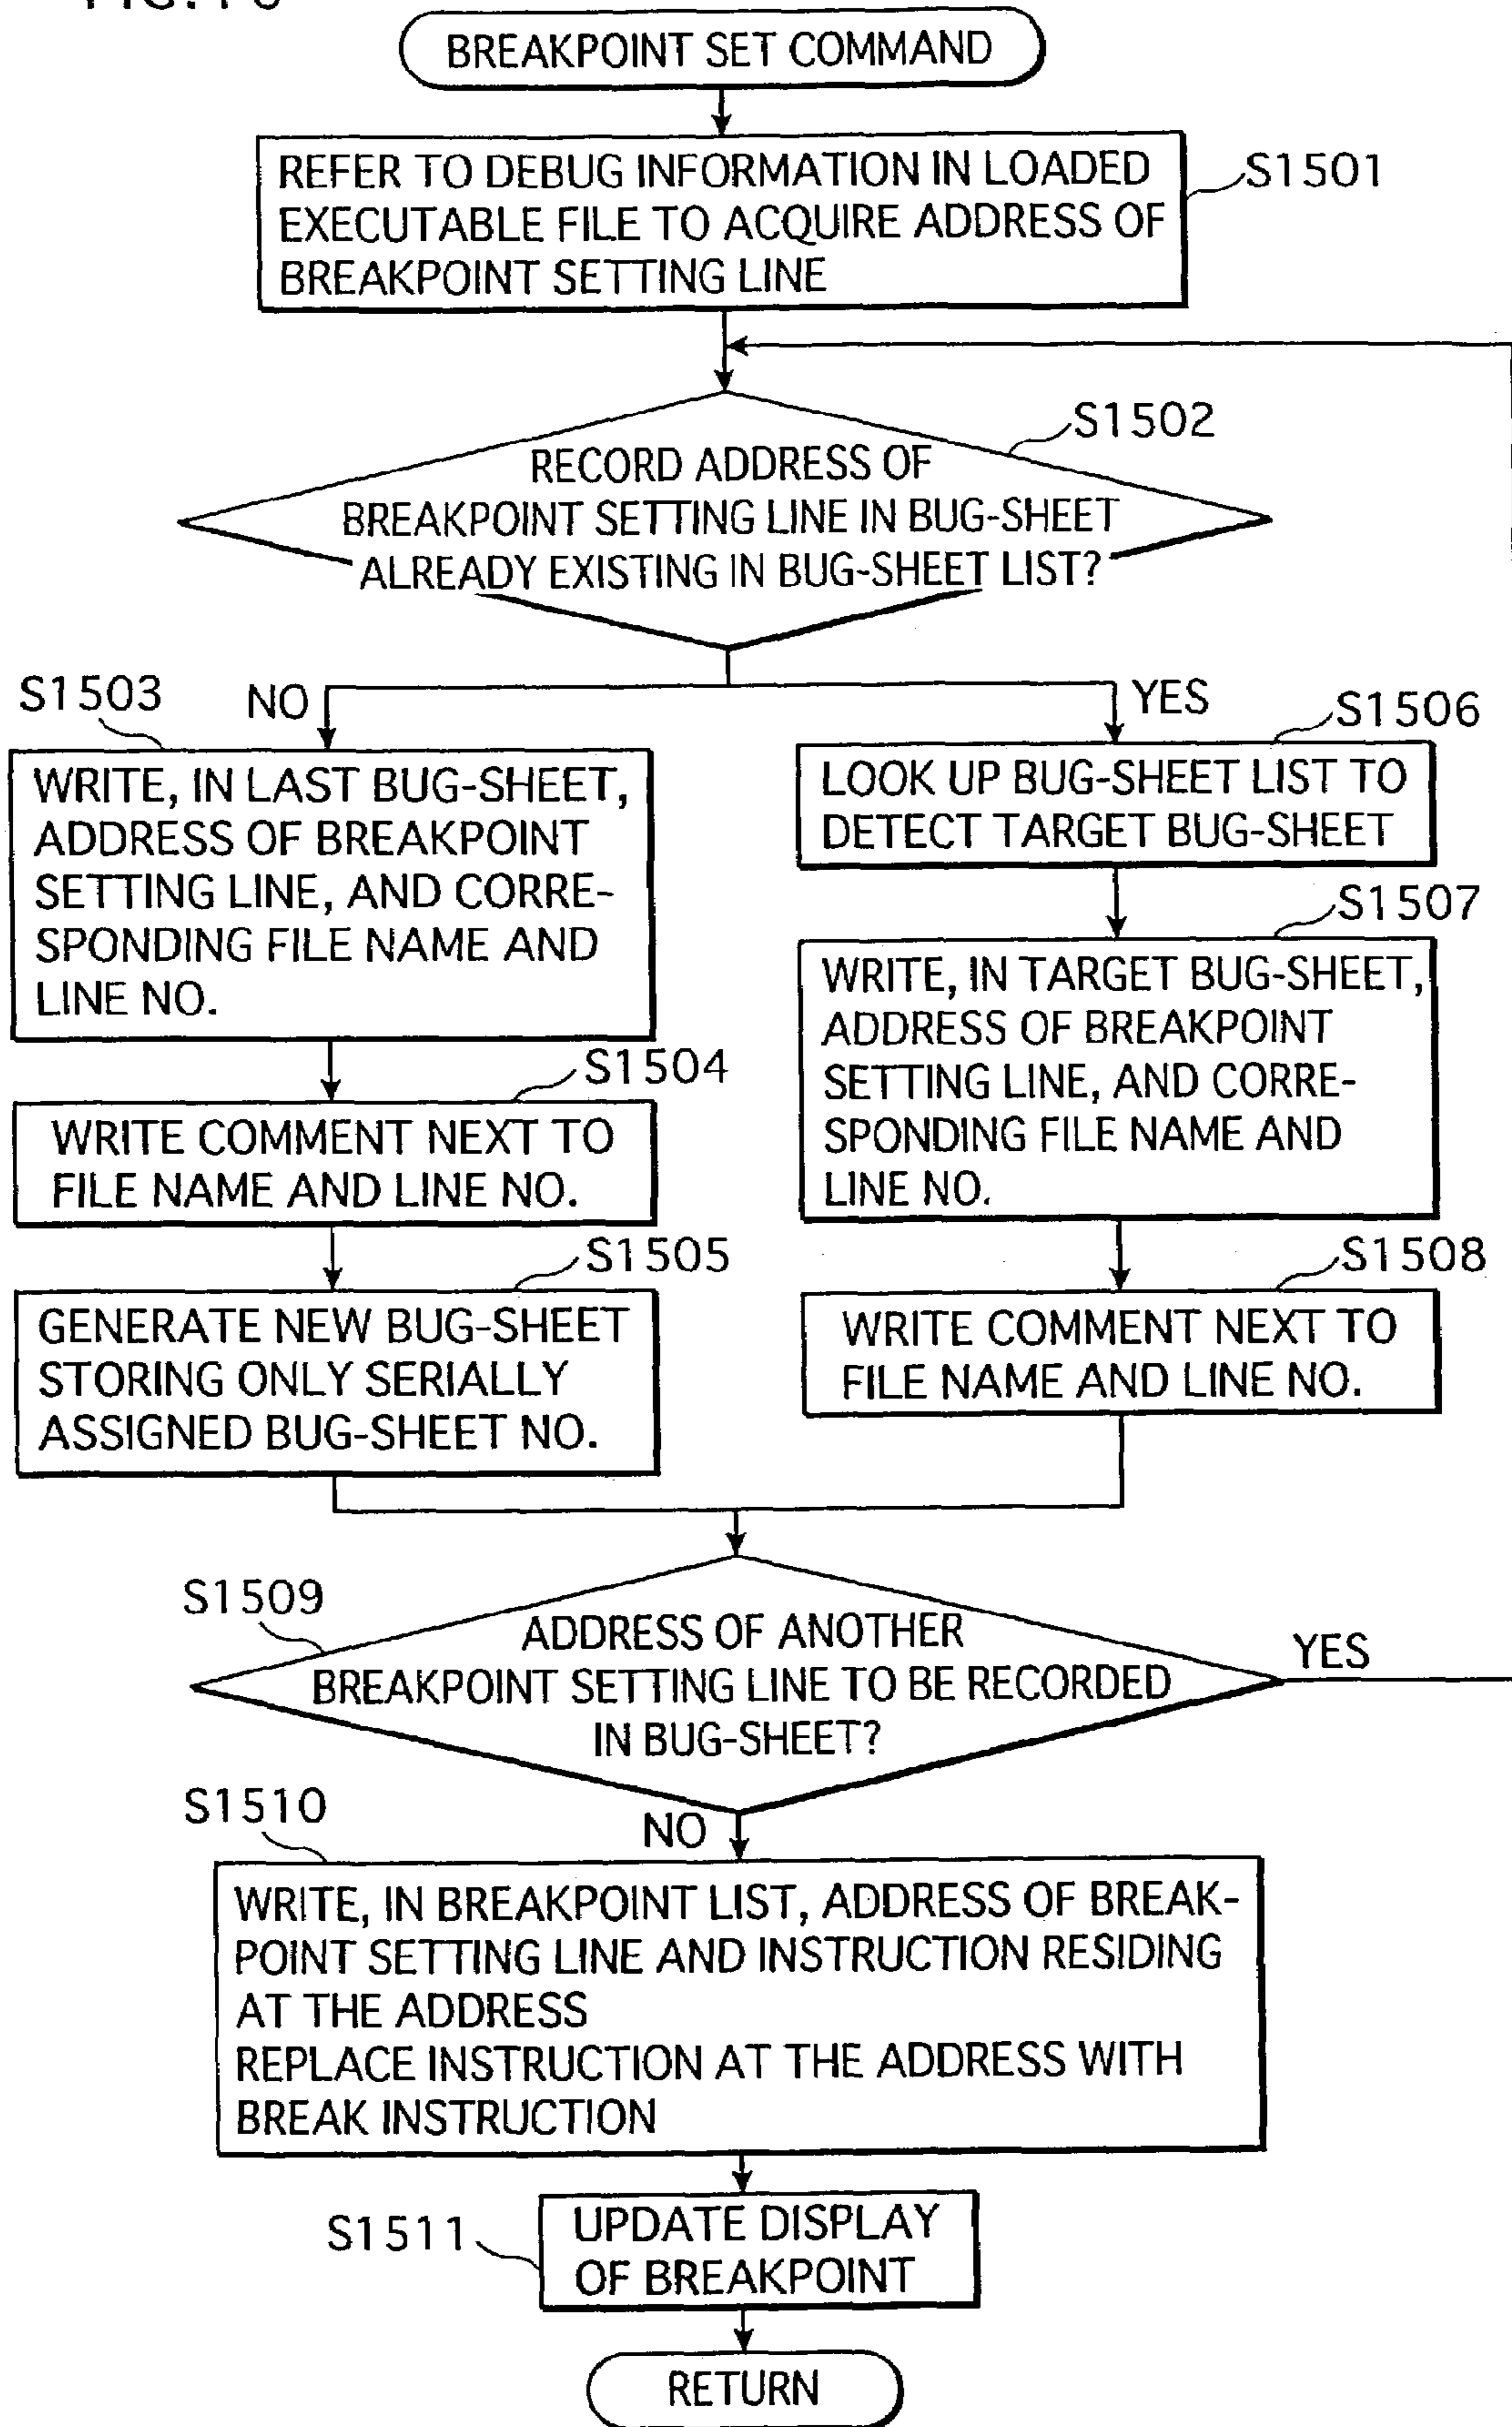 BREAKPOINT SET COMMAND
REFER TO DEBUG INFORMATION IN LOADED
EXECUTABLE FILE TO ACQUIRE ADDRESS OF
BREAKPOINT SETTING LINE
S1501
S1502
RECORD ADDRESS OF
BREAKPOINT SETTING LINE IN BUG-SHEET
ALREADY EXISTING IN BUG-SHEET LIST?
S1503
NO
YES
S1506
WRITE, IN LAST BUG-SHEET,
ADDRESS OF BREAKPOINT
SETTING LINE, AND CORRE-
SPONDING FILE NAME AND
LINE NO.
LOOK UP BUG-SHEET LIST TO
DETECT TARGET BUG-SHEET
S1507
WRITE, IN TARGET BUG-SHEET,
ADDRESS OF BREAKPOINT
SETTING LINE, AND CORRE-
SPONDING FILE NAME AND
LINE NO.
S1504
WRITE COMMENT NEXT TO
FILE NAME AND LINE NO.
S1505
GENERATE NEW BUG-SHEET
STORING ONLY SERIALLY
ASSIGNED BUG-SHEET NO.
S1508
WRITE COMMENT NEXT TO
FILE NAME AND LINE NO.
S1509
ADDRESS OF ANOTHER
BREAKPOINT SETTING LINE TO BE RECORDED
IN BUG-SHEET?
YES
S1510
NO
WRITE, IN BREAKPOINT LIST, ADDRESS OF BREAK-
POINT SETTING LINE AND INSTRUCTION RESIDING
AT THE ADDRESS
REPLACE INSTRUCTION AT THE ADDRESS WITH
BREAK INSTRUCTION
S1511
UPDATE DISPLAY
OF BREAKPOINT
RETURN